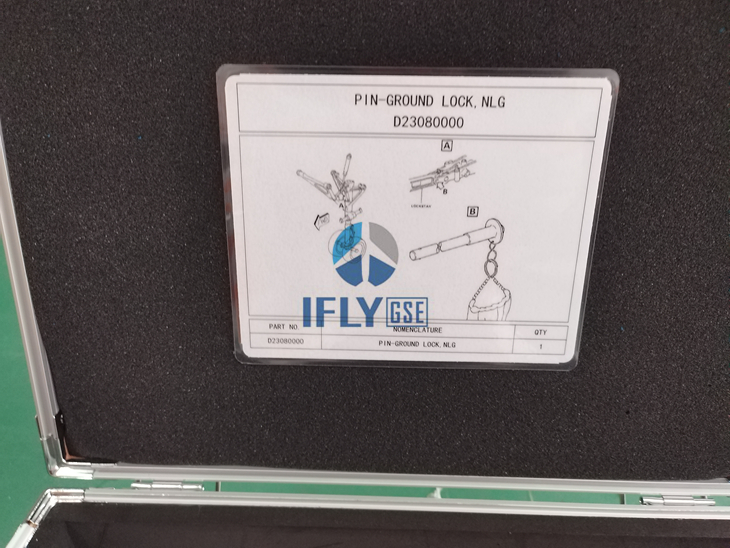 PIN-GROUND LOCK, NLG
D23080000
A
A
B
B
IFLY GSE
PART NO. NOMENCLATURE QTY
D23080000 PIN-GROUND LOCK, NLG 1